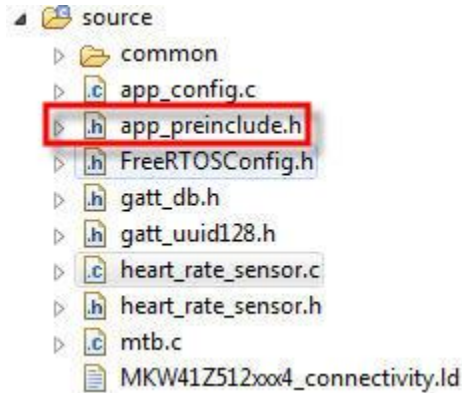 source
common
.c app_config.c
.h app_preinclude.h
.h FreeRTOSConfig.h
.h gatt_db.h
.h gatt_uuid128.h
.c heart_rate_sensor.c
.h heart_rate_sensor.h
.c mtb.c
MKW41Z512xxx4_connectivity.ld